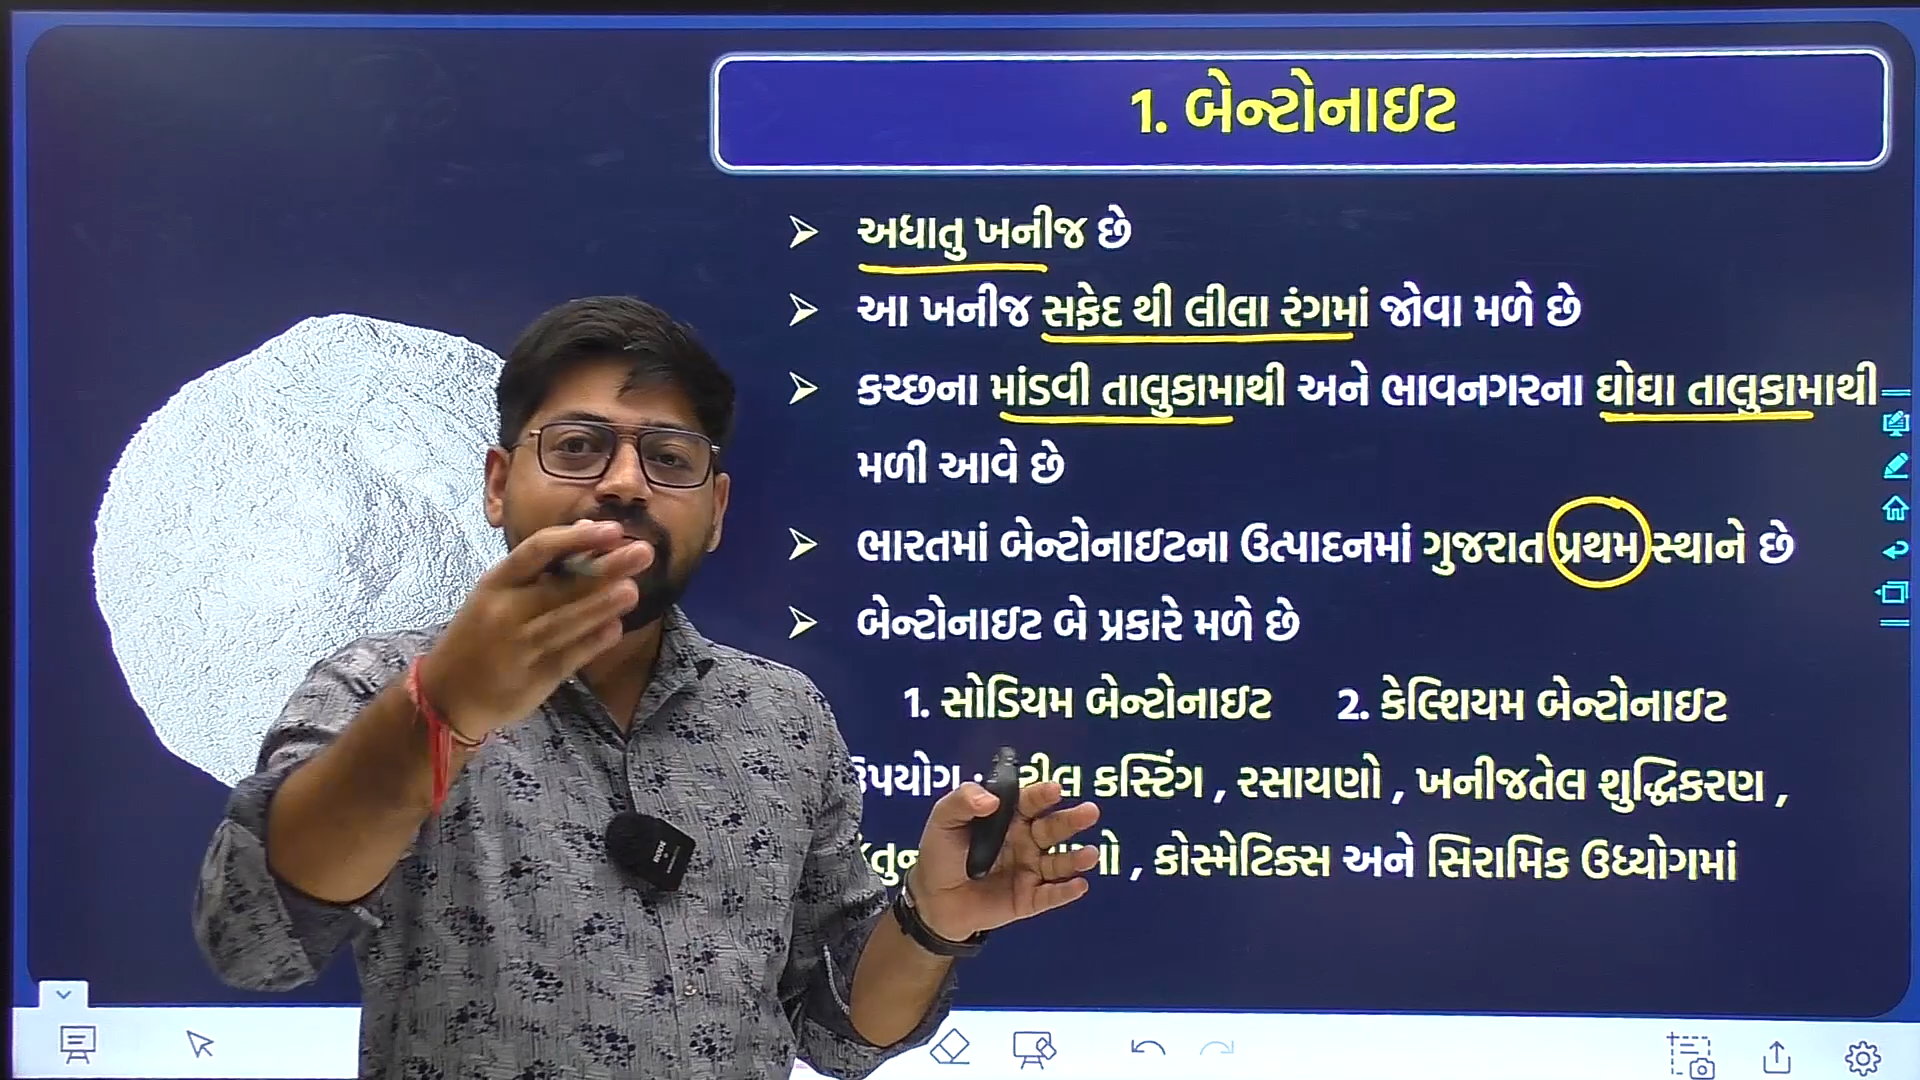 1. બેન્ટોનાઇટ
➢ અધાતુ ખનીજ છે
➢ આ ખનીજ સફેદ થી લીલા રંગમાં જોવા મળે છે
➢ કચ્છના માંડવી તાલુકામાથી અને ભાવનગરના ઘોઘા તાલુકામાથી
મળી આવે છે
➢ ભારતમાં બેન્ટોનાઇટના ઉત્પાદનમાં ગુજરાત પ્રથમ સ્થાને છે
➢ બેન્ટોનાઇટ બે પ્રકારે મળે છે
1. સોડિયમ બેન્ટોનાઇટ 2. કેલ્શિયમ બેન્ટોનાઇટ
કસ્ટિંગ , રસાયણો , ખનીજતેલ શુદ્ધિકરણ ,
, કોસ્મેટિક્સ અને સિરામિક ઉધ્યોગમાં